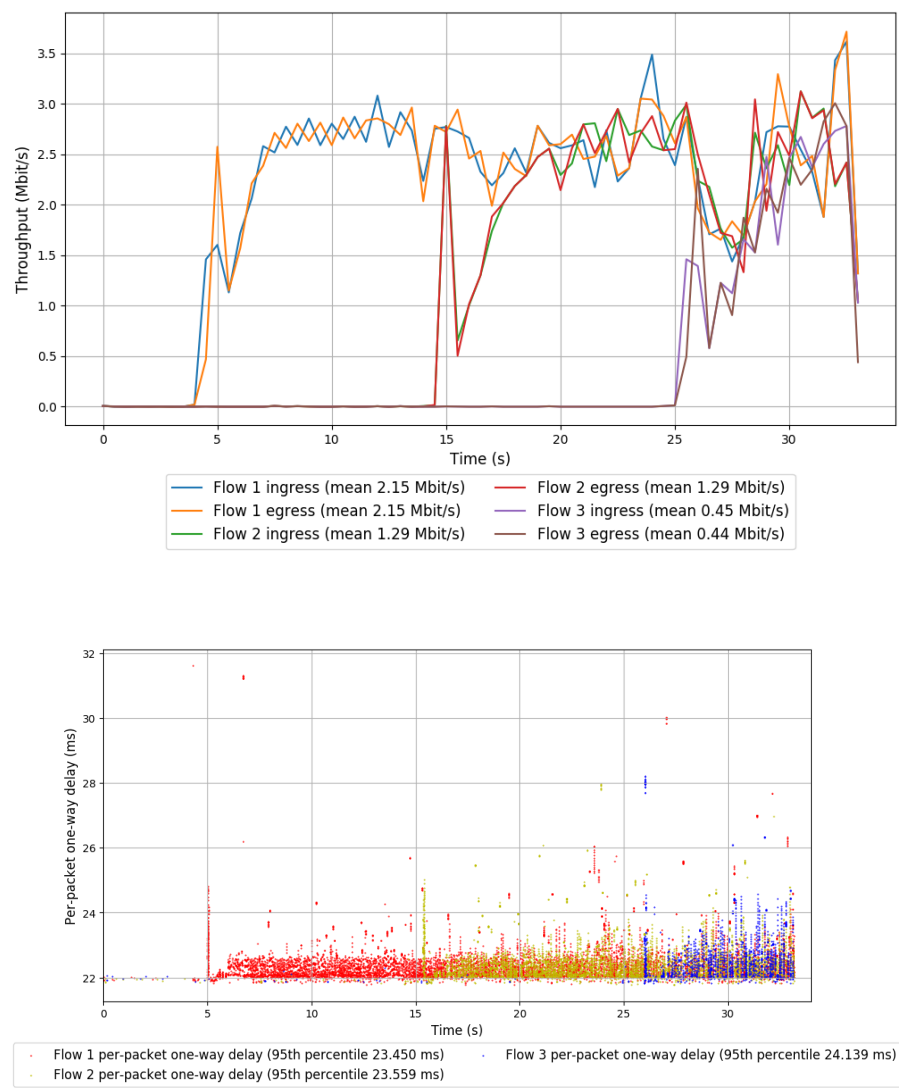 3.5
3.0
2.5
2.0
1.5
1.0
0.5
0.0
Throughput (Mbit/s)
0 5 10 15 20 25 30
Time (s)
Flow 1 ingress (mean 2.15 Mbit/s) Flow 2 egress (mean 1.29 Mbit/s)
Flow 1 egress (mean 2.15 Mbit/s) Flow 3 ingress (mean 0.45 Mbit/s)
Flow 2 ingress (mean 1.29 Mbit/s) Flow 3 egress (mean 0.44 Mbit/s)
32
30
28
26
24
22
Per-packet one-way delay (ms)
0 5 10 15 20 25 30
Time (s)
Flow 1 per-packet one-way delay (95th percentile 23.450 ms) Flow 3 per-packet one-way delay (95th percentile 24.139 ms)
Flow 2 per-packet one-way delay (95th percentile 23.559 ms)